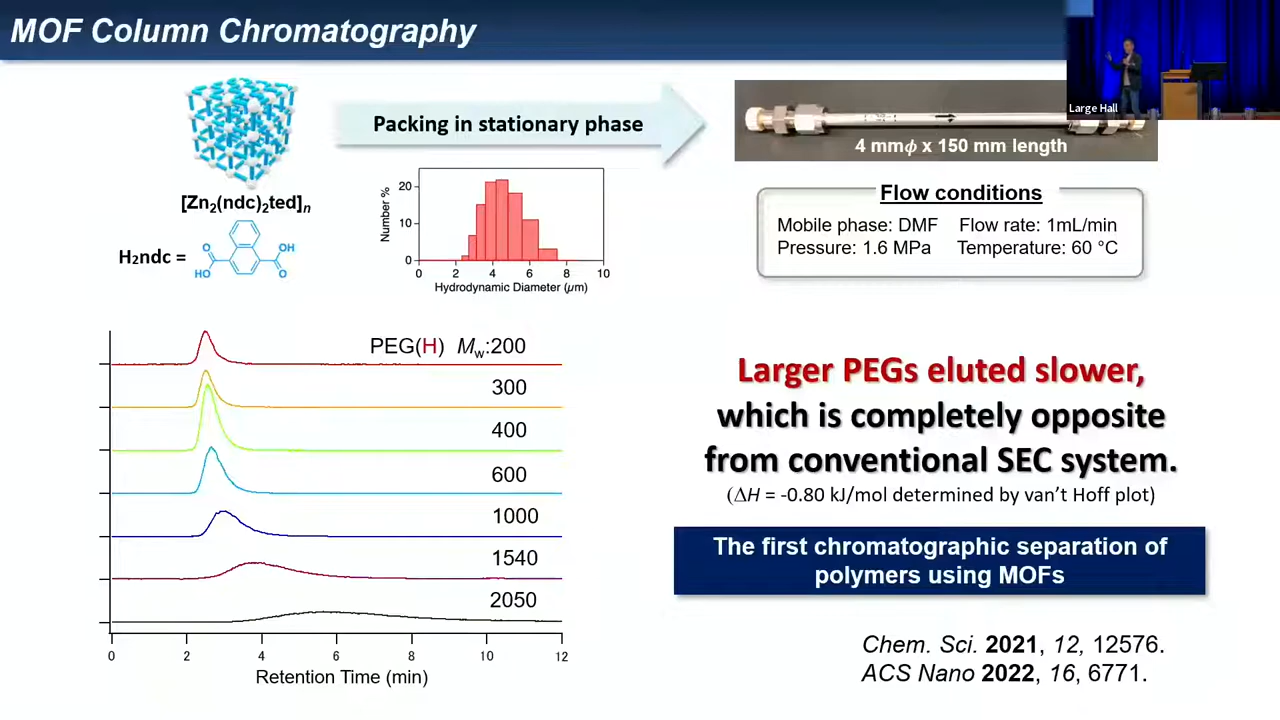 MOF Column Chromatography
Large Hall
Packing in stationary phase
4 mmϕ x 150 mm length
[Zn2(ndc)2ted]n
H2ndc =
O
OH
HO
O
Number %
20
10
0
0 2 4 6 8 10
Hydrodynamic Diameter (μm)
Flow conditions
Mobile phase: DMF Flow rate: 1mL/min
Pressure: 1.6 MPa Temperature: 60 °C
PEG(H) Mw:200
300
400
600
1000
1540
2050
0 2 4 6 8 10 12
Retention Time (min)
Larger PEGs eluted slower,
which is completely opposite
from conventional SEC system.
(ΔH = -0.80 kJ/mol determined by van’t Hoff plot)
The first chromatographic separation of
polymers using MOFs
Chem. Sci. 2021, 12, 12576.
ACS Nano 2022, 16, 6771.